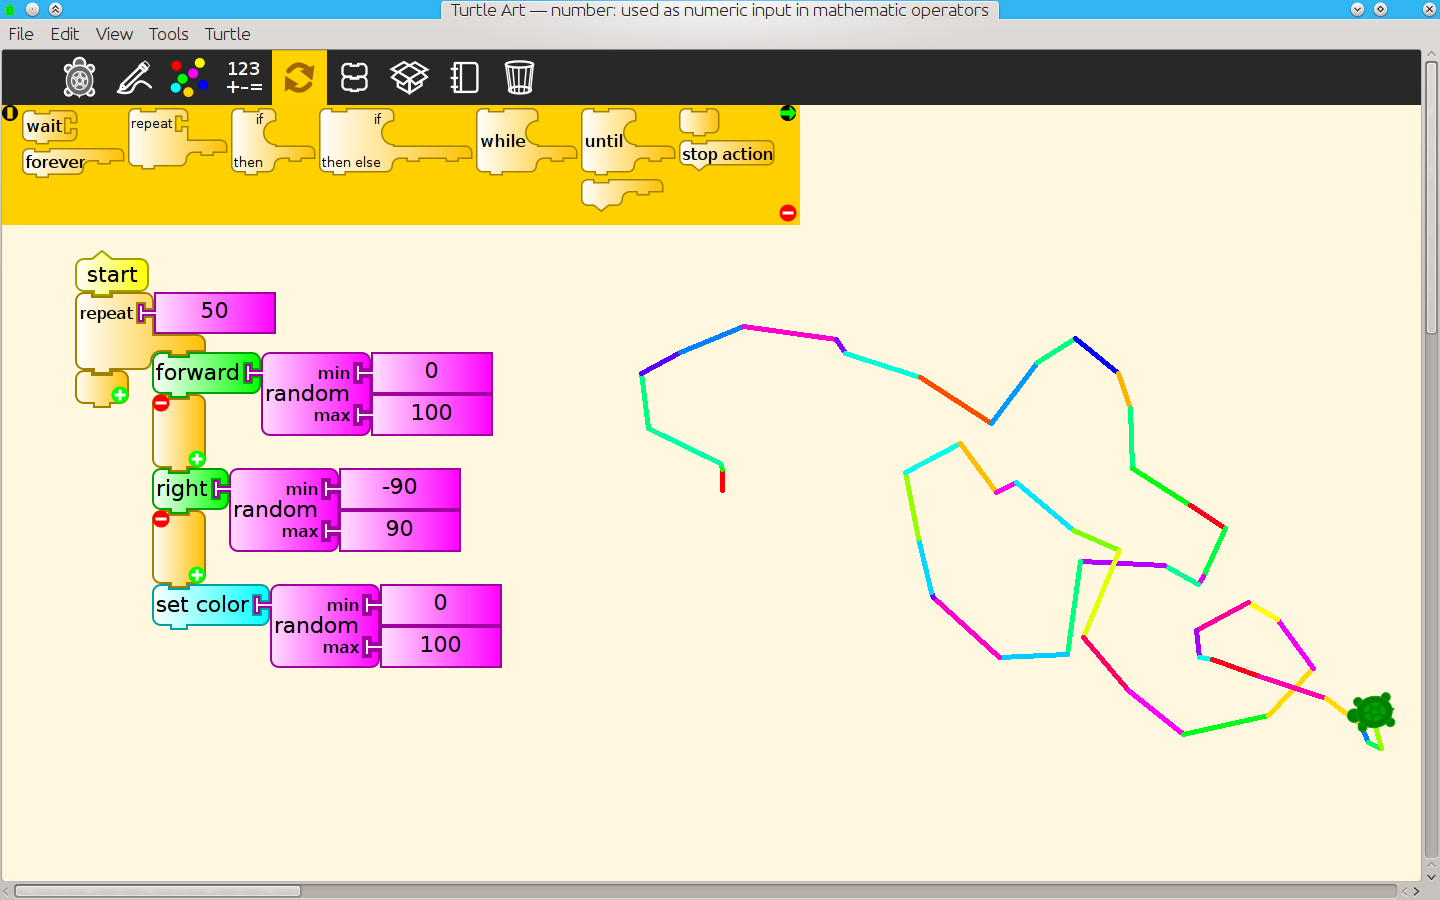 Turtle Art — number: used as numeric input in mathematic operators
File Edit View Tools Turtle
123
+-=
wait
forever
repeat
if
then
if
then else
while
until
stop action
start
repeat 50
forward random min 0
max 100
right random min -90
max 90
set color random min 0
max 100